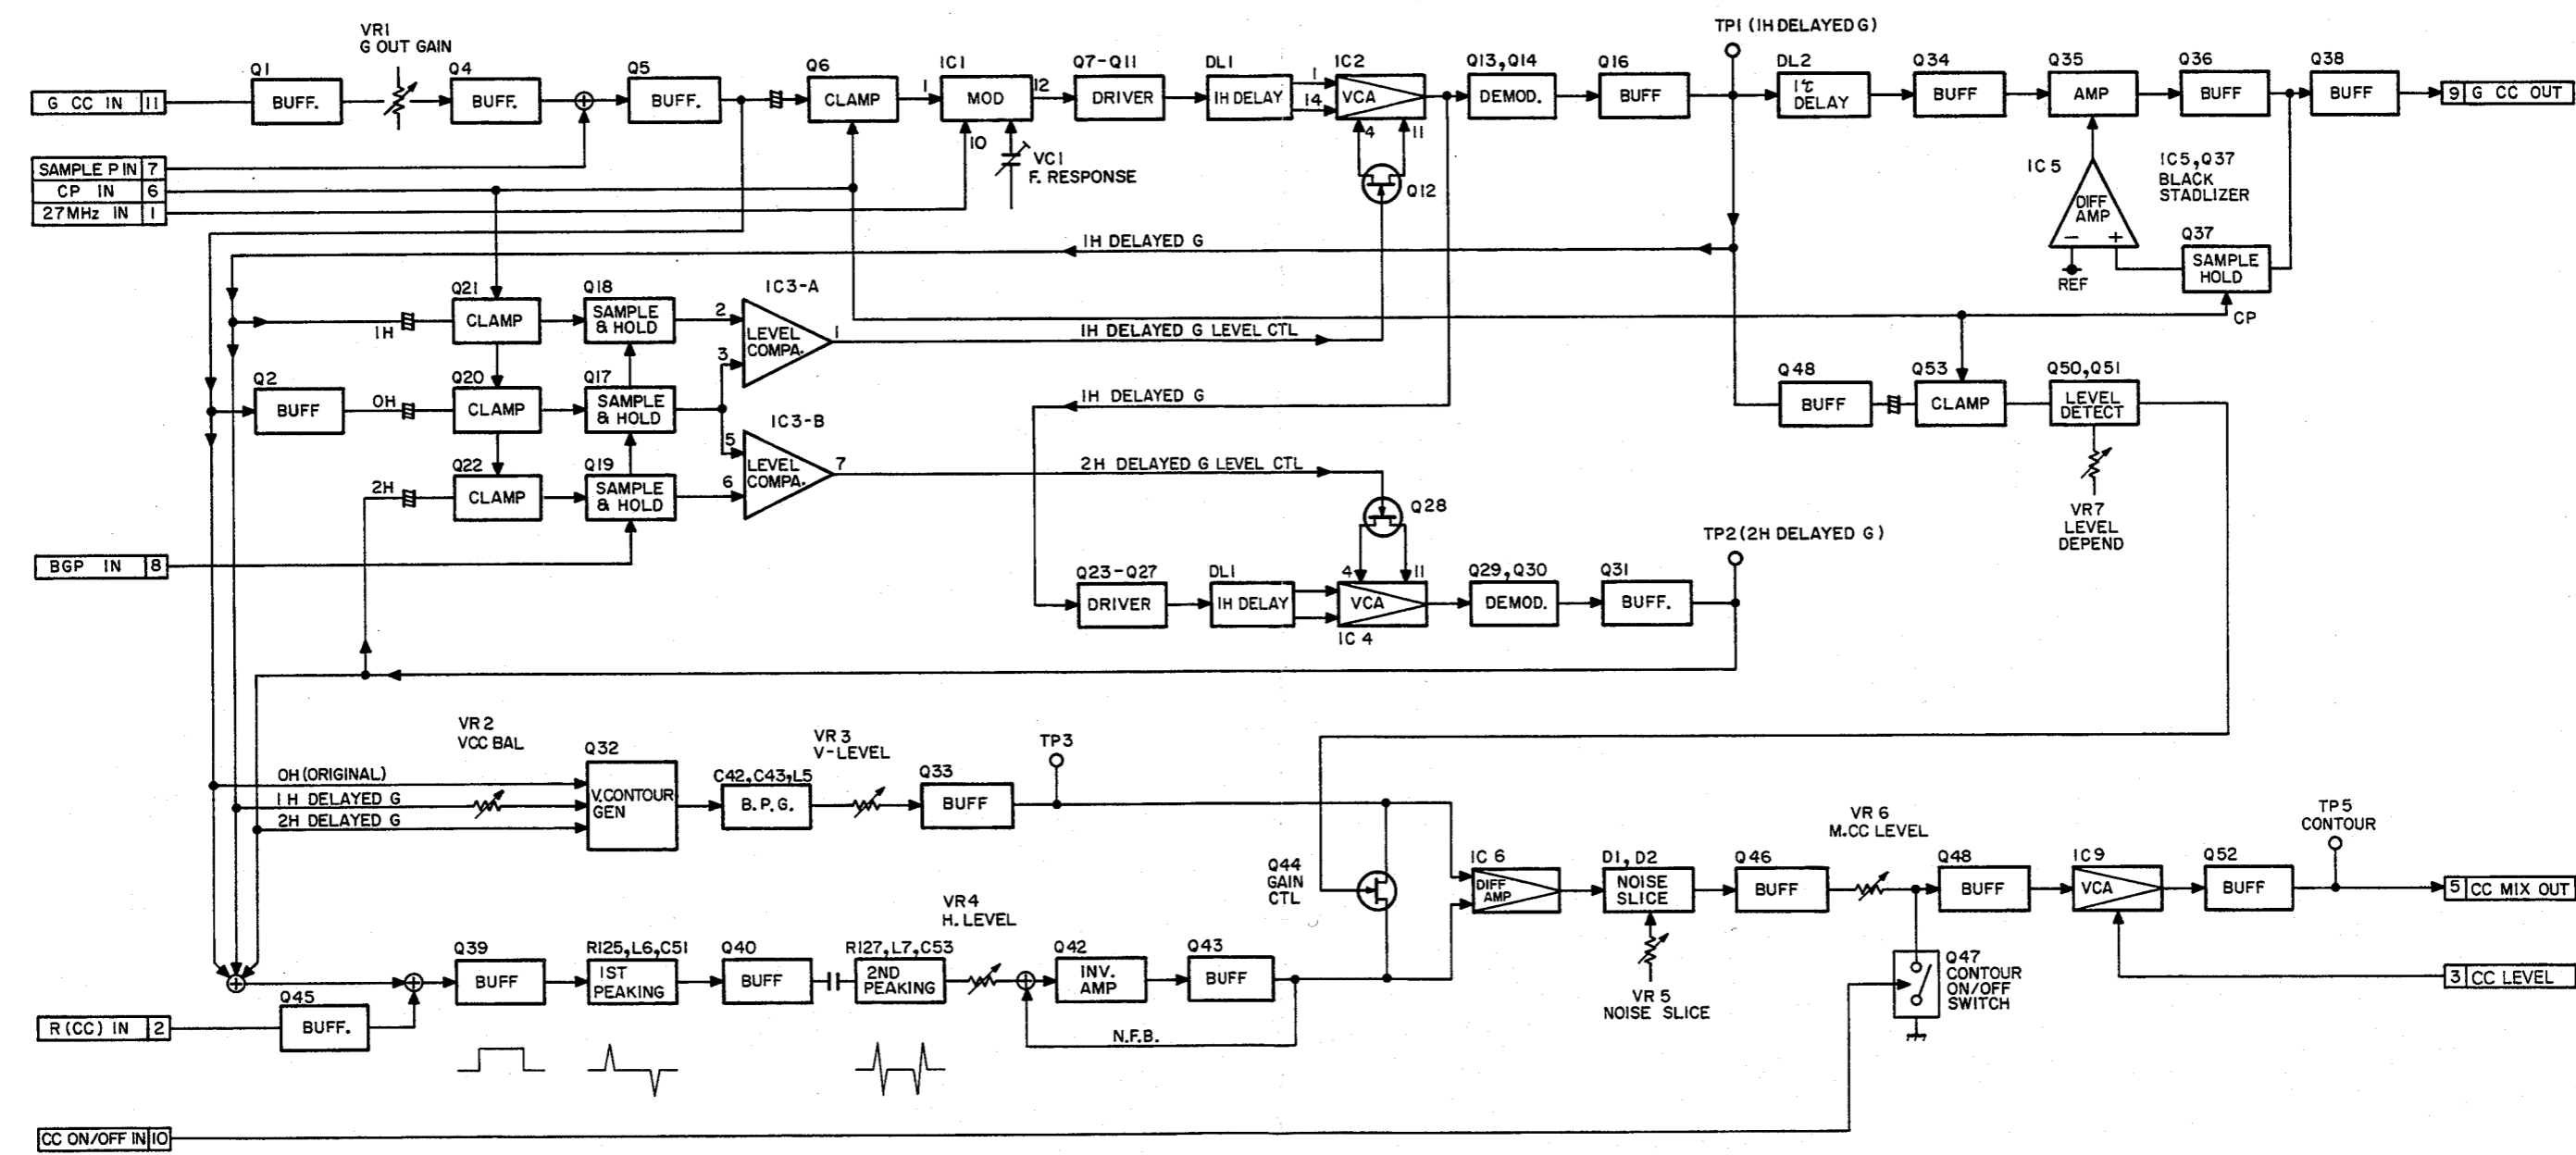 VR1
G OUT GAIN
Q1
BUFF.
Q4
BUFF.
Q5
BUFF.
Q6
CLAMP
1
IC1
MOD
12
10
VC1
F. RESPONSE
Q7-Q11
DRIVER
DL1
1H DELAY
1
14
IC2
VCA
4
11
Q12
Q13,Q14
DEMOD.
Q16
BUFF
TP1 (1H DELAYED G)
DL2
1τ
DELAY
Q34
BUFF
Q35
AMP
Q36
BUFF
Q38
BUFF
9 G CC OUT
G CC IN 11
SAMPLE P IN 7
CP IN 6
27MHz IN 1
IC5
DIFF
AMP
- +
REF
IC5,Q37
BLACK
STADLIZER
Q37
SAMPLE
HOLD
CP
1H DELAYED G
1H
Q21
CLAMP
Q18
SAMPLE
& HOLD
2
3
IC3-A
LEVEL
COMPA.
1
1H DELAYED G LEVEL CTL
Q2
BUFF
0H
Q20
CLAMP
Q17
SAMPLE
& HOLD
1H DELAYED G
Q48
BUFF
Q53
CLAMP
Q50,Q51
LEVEL
DETECT
VR7
LEVEL
DEPEND
2H
Q22
CLAMP
Q19
SAMPLE
& HOLD
5
6
IC3-B
LEVEL
COMPA.
7
2H DELAYED G LEVEL CTL
Q28
4
11
BGP IN 8
Q23-Q27
DRIVER
DL1
1H DELAY
VCA
IC 4
Q29,Q30
DEMOD.
Q31
BUFF.
TP2(2H DELAYED G)
VR 2
VCC BAL
0H (ORIGINAL)
1H DELAYED G
2H DELAYED G
Q32
V.CONTOUR
GEN
C42,C43,L5
B.P.G.
VR 3
V-LEVEL
Q33
BUFF
TP3
Q44
GAIN
CTL
IC 6
DIFF
AMP
D1, D2
NOISE
SLICE
VR 5
NOISE SLICE
Q46
BUFF
VR 6
M.CC LEVEL
Q48
BUFF
IC9
VCA
Q52
BUFF
TP 5
CONTOUR
5 CC MIX OUT
3 CC LEVEL
Q47
CONTOUR
ON/OFF
SWITCH
Q39
BUFF
R125,L6,C51
1ST
PEAKING
Q40
BUFF
R127,L7,C53
2ND
PEAKING
VR4
H. LEVEL
Q42
INV.
AMP
Q43
BUFF
N.F.B.
R (CC) IN 2
Q45
BUFF.
CC ON/OFF IN 10